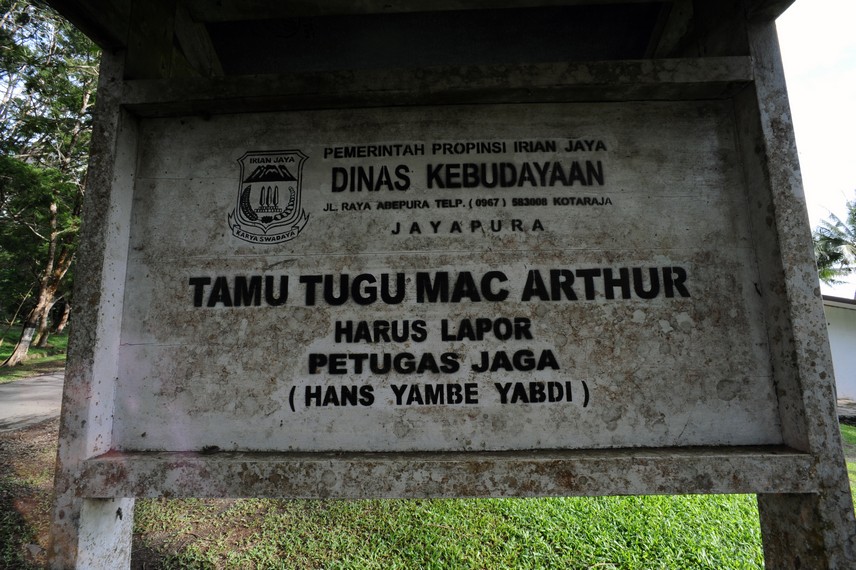 IRIAN JAYA
KARYA SWADAYA
PEMERINTAH PROPINSI IRIAN JAYA
DINAS KEBUDAYAAN
JL. RAYA ABEPURA TELP. ( 0967 ) 583008 KOTARAJA
JAYAPURA
TAMU TUGU MAC ARTHUR
HARUS LAPOR
PETUGAS JAGA
( HANS YAMBE YABDI )